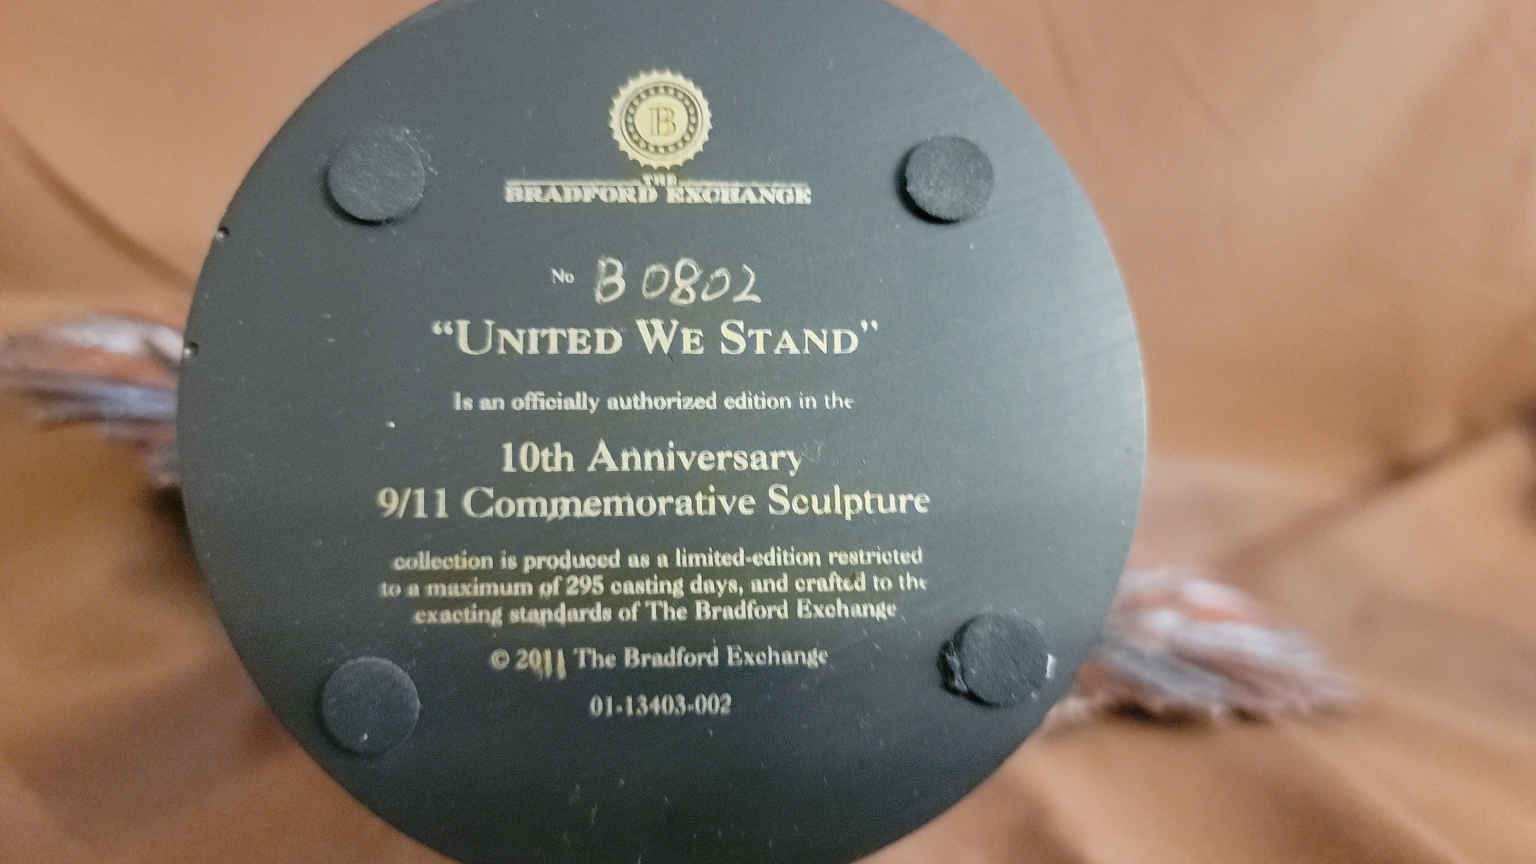 B
THE
BRADFORD EXCHANGE
No B 0802
"UNITED WE STAND"
Is an officially authorized edition in the
10th Anniversary
9/11 Commemorative Sculpture
collection is produced as a limited-edition restricted
to a maximum of 295 casting days, and crafted to the
exacting standards of The Bradford Exchange
© 2011 The Bradford Exchange
01-13403-002